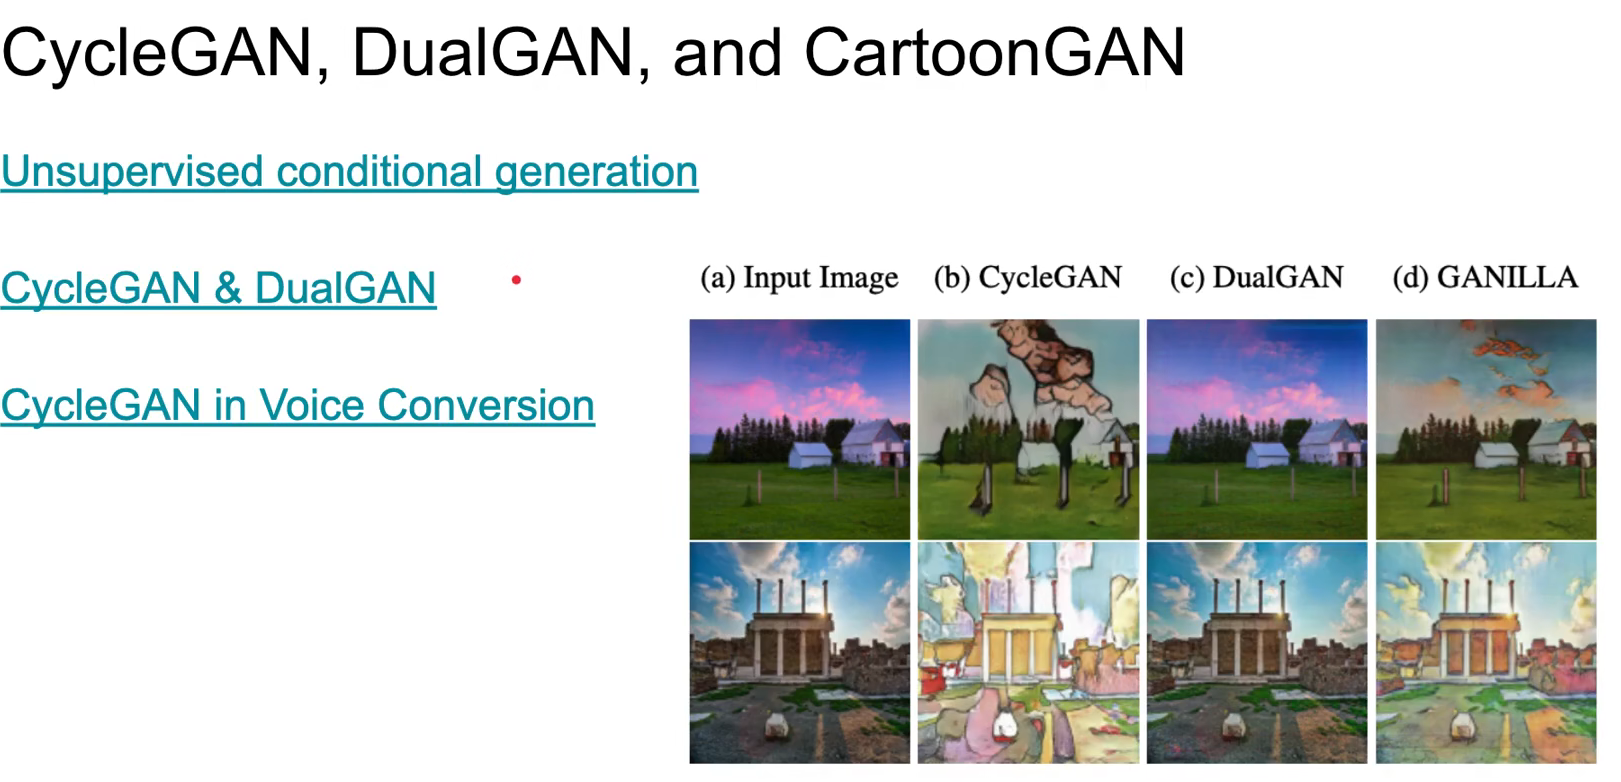 CycleGAN, DualGAN, and CartoonGAN
Unsupervised conditional generation
CycleGAN & DualGAN
CycleGAN in Voice Conversion
(a) Input Image (b) CycleGAN (c) DualGAN (d) GANILLA